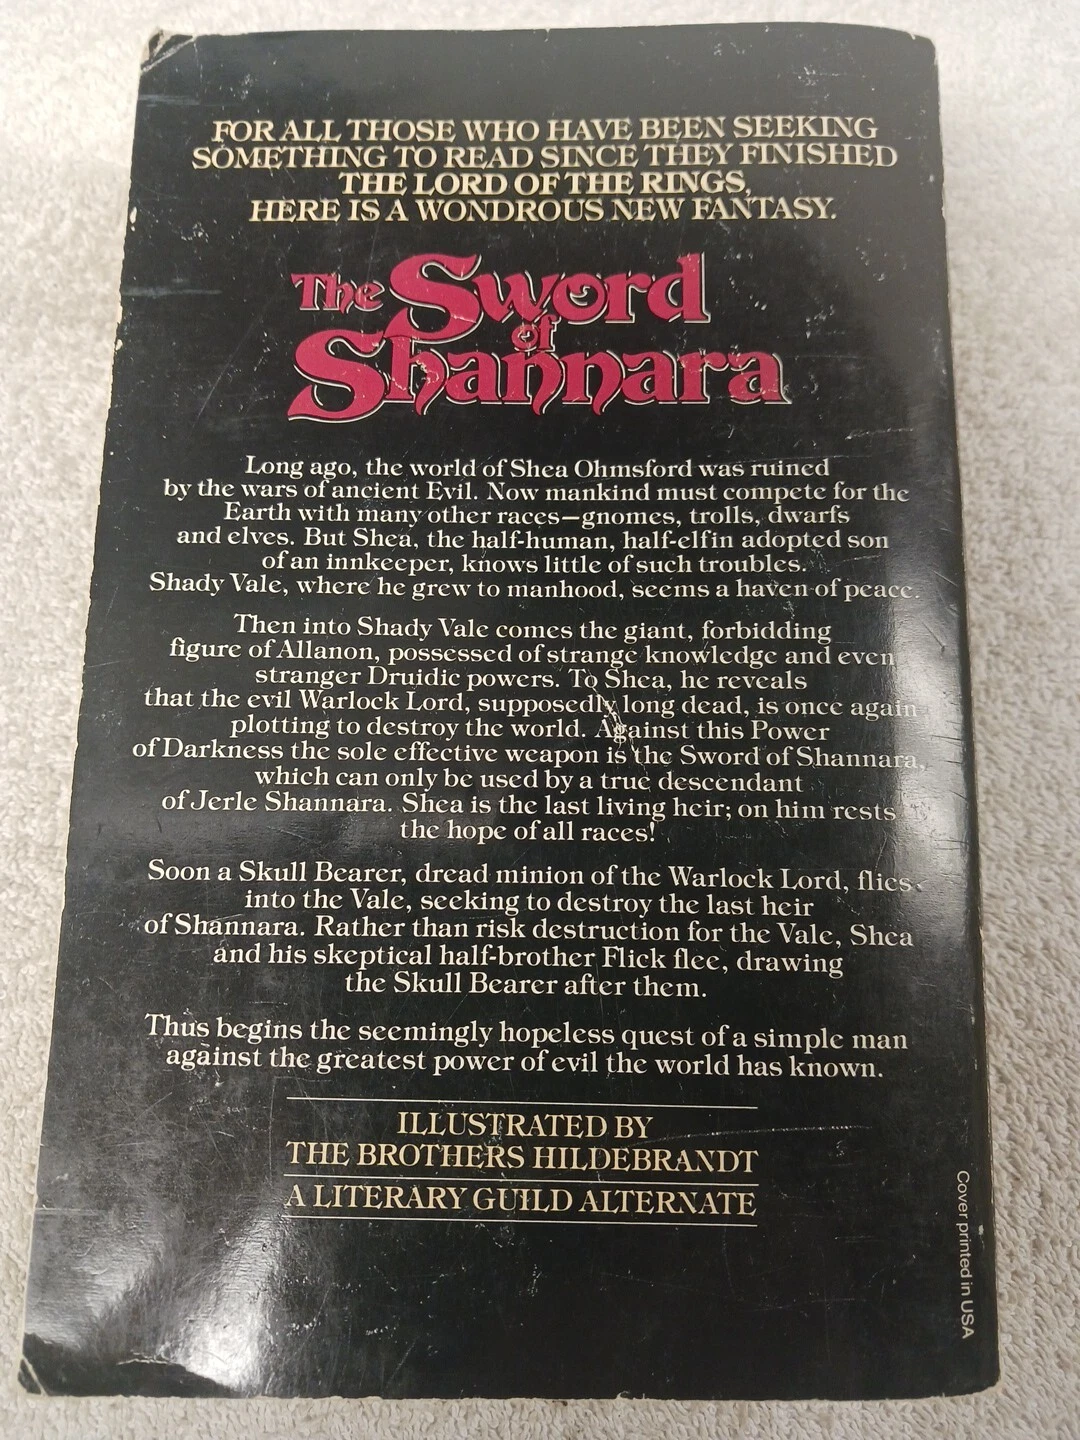 FOR ALL THOSE WHO HAVE BEEN SEEKING
SOMETHING TO READ SINCE THEY FINISHED
THE LORD OF THE RINGS,
HERE IS A WONDROUS NEW FANTASY.
The Sword
of
Shannara
Long ago, the world of Shea Ohmsford was ruined
by the wars of ancient Evil. Now mankind must compete for the
Earth with many other races—gnomes, trolls, dwarfs
and elves. But Shea, the half-human, half-elfin adopted son
of an innkeeper, knows little of such troubles.
Shady Vale, where he grew to manhood, seems a haven of peace.
Then into Shady Vale comes the giant, forbidding
figure of Allanon, possessed of strange knowledge and even
stranger Druidic powers. To Shea, he reveals
that the evil Warlock Lord, supposedly long dead, is once again
plotting to destroy the world. Against this Power
of Darkness the sole effective weapon is the Sword of Shannara,
which can only be used by a true descendant
of Jerle Shannara. Shea is the last living heir; on him rests
the hope of all races!
Soon a Skull Bearer, dread minion of the Warlock Lord, flies
into the Vale, seeking to destroy the last heir
of Shannara. Rather than risk destruction for the Vale, Shea
and his skeptical half-brother Flick flee, drawing
the Skull Bearer after them.
Thus begins the seemingly hopeless quest of a simple man
against the greatest power of evil the world has known.
ILLUSTRATED BY
THE BROTHERS HILDEBRANDT
A LITERARY GUILD ALTERNATE
Cover printed in USA